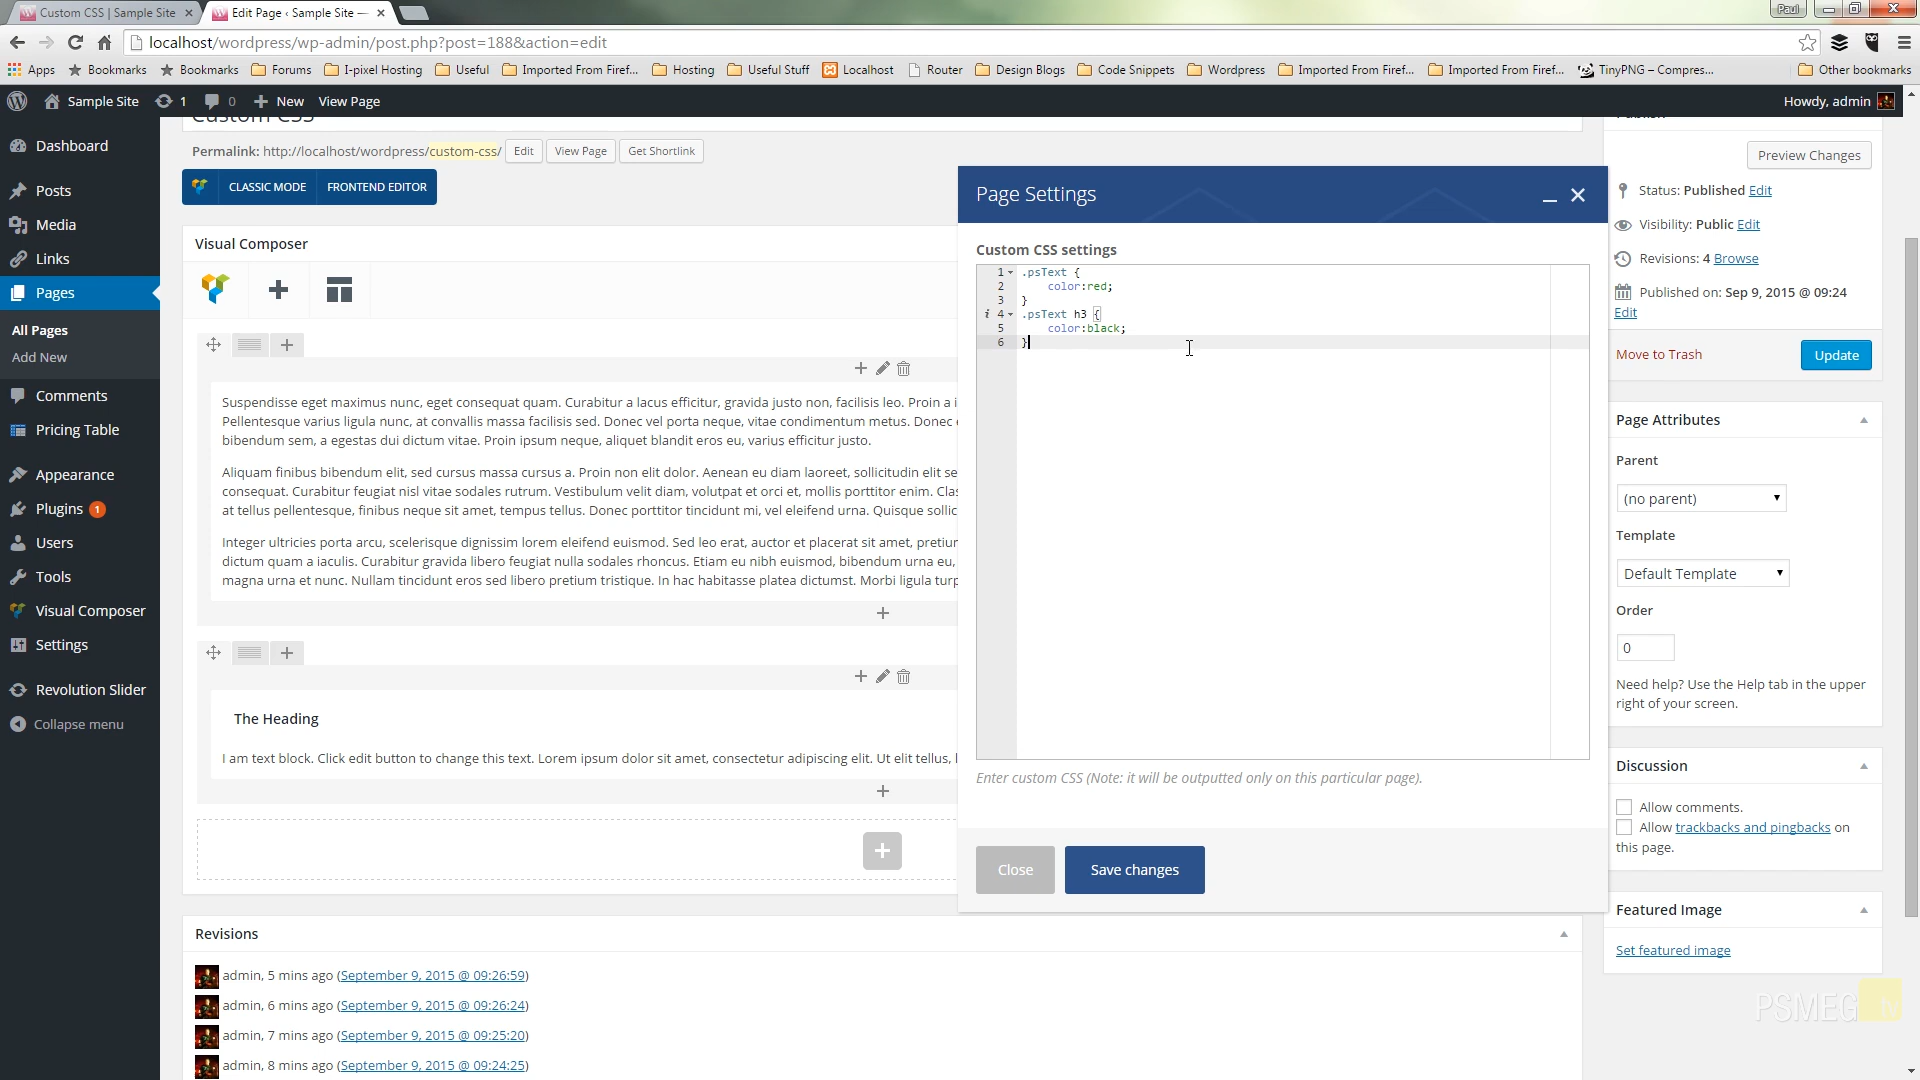 Custom CSS | Sample Site
Edit Page ‹ Sample Site —
Paul
localhost/wordpress/wp-admin/post.php?post=188&action=edit
Apps
Bookmarks
Bookmarks
Forums
I-pixel Hosting
Useful
Imported From Firef...
Hosting
Useful Stuff
Localhost
Router
Design Blogs
Code Snippets
Wordpress
Imported From Firef...
Imported From Firef...
TinyPNG – Compres...
Other bookmarks
Sample Site
1
0
New
View Page
Howdy, admin
Dashboard
Posts
Media
Links
Pages
All Pages
Add New
Comments
Pricing Table
Appearance
Plugins 1
Users
Tools
Visual Composer
Settings
Revolution Slider
Collapse menu
Custom CSS
Permalink: http://localhost/wordpress/custom-css/
Edit
View Page
Get Shortlink
CLASSIC MODE
FRONTEND EDITOR
Visual Composer
Suspendisse eget maximus nunc, eget consequat quam. Curabitur a lacus efficitur, gravida justo non, facilisis leo. Proin a i
Pellentesque varius ligula nunc, at convallis massa facilisis sed. Donec vel porta neque, vitae condimentum metus. Donec
bibendum sem, a egestas dui dictum vitae. Proin ipsum neque, aliquet blandit eros eu, varius efficitur justo.
Aliquam finibus bibendum elit, sed cursus massa cursus a. Proin non elit dolor. Aenean eu diam laoreet, sollicitudin elit se
consequat. Curabitur feugiat nisl vitae sodales rutrum. Vestibulum velit diam, volutpat et orci et, mollis porttitor enim. Clas
at tellus pellentesque, finibus neque sit amet, tempus tellus. Donec porttitor tincidunt mi, vel eleifend urna. Quisque sollic
Integer ultricies porta arcu, scelerisque dignissim lorem eleifend euismod. Sed leo erat, auctor et placerat sit amet, pretiur
dictum quam a iaculis. Curabitur gravida libero feugiat nulla sodales rhoncus. Etiam eu nibh euismod, bibendum urna eu,
magna urna et nunc. Nullam tincidunt eros sed libero pretium tristique. In hac habitasse platea dictumst. Morbi ligula turp
The Heading
I am text block. Click edit button to change this text. Lorem ipsum dolor sit amet, consectetur adipiscing elit. Ut elit tellus, l
Revisions
admin, 5 mins ago (September 9, 2015 @ 09:26:59)
admin, 6 mins ago (September 9, 2015 @ 09:26:24)
admin, 7 mins ago (September 9, 2015 @ 09:25:20)
admin, 8 mins ago (September 9, 2015 @ 09:24:25)
Page Settings
Custom CSS settings
1 .psText {
2 color:red;
3 }
i 4 .psText h3 {
5 color:black;
6 }
Enter custom CSS (Note: it will be outputted only on this particular page).
Close
Save changes
Publish
Preview Changes
Status: Published Edit
Visibility: Public Edit
Revisions: 4 Browse
Published on: Sep 9, 2015 @ 09:24
Edit
Move to Trash
Update
Page Attributes
Parent
(no parent)
Template
Default Template
Order
0
Need help? Use the Help tab in the upper
right of your screen.
Discussion
Allow comments.
Allow trackbacks and pingbacks on
this page.
Featured Image
Set featured image
PSMEG tv